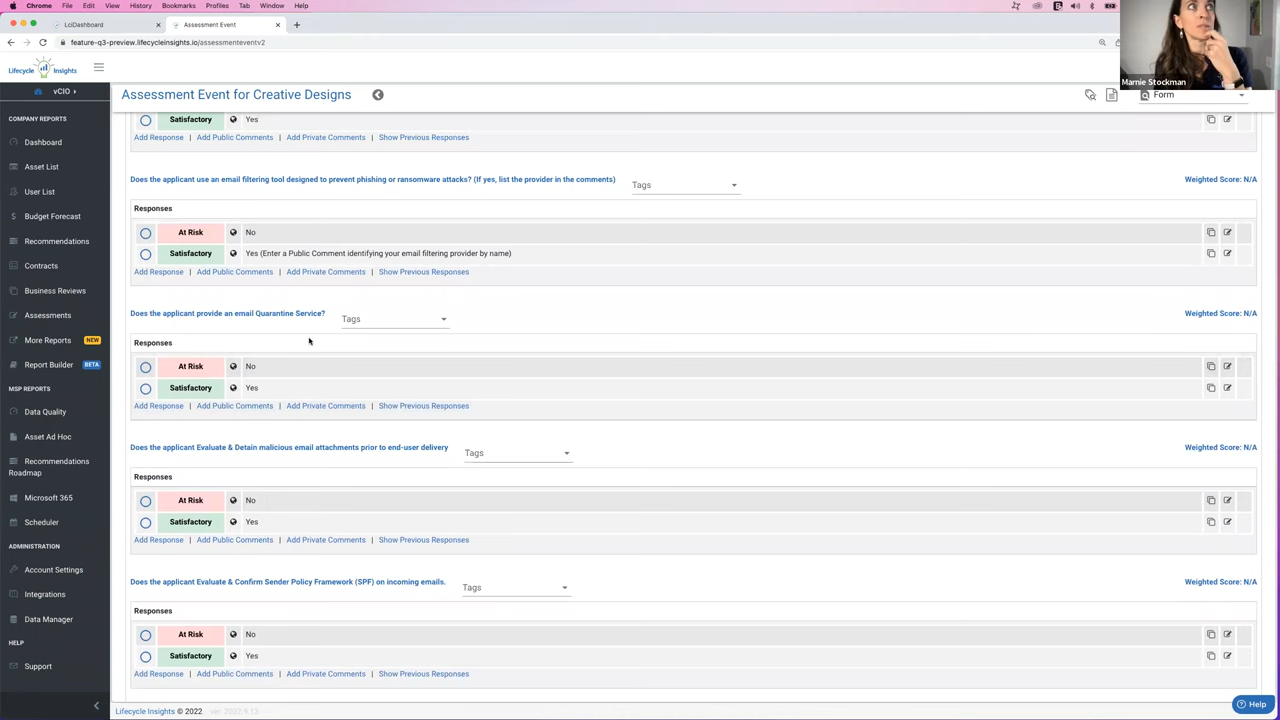 Chrome File Edit View History Bookmarks Profiles Tab Window Help
LciDashboard
Assessment Event
feature-q3-preview.lifecycleinsights.io/assessmenteventv2
Marnie Stockman
Lifecycle Insights
vCIO
Assessment Event for Creative Designs
Form
COMPANY REPORTS
Dashboard
Asset List
User List
Budget Forecast
Recommendations
Contracts
Business Reviews
Assessments
More Reports NEW
Report Builder BETA
MSP REPORTS
Data Quality
Asset Ad Hoc
Recommendations
Roadmap
Microsoft 365
Scheduler
ADMINISTRATION
Account Settings
Integrations
Data Manager
HELP
Support
Satisfactory Yes
Add Response | Add Public Comments | Add Private Comments | Show Previous Responses
Does the applicant use an email filtering tool designed to prevent phishing or ransomware attacks? (If yes, list the provider in the comments) Tags Weighted Score: N/A
Responses
At Risk No
Satisfactory Yes (Enter a Public Comment identifying your email filtering provider by name)
Add Response | Add Public Comments | Add Private Comments | Show Previous Responses
Does the applicant provide an email Quarantine Service? Tags Weighted Score: N/A
Responses
At Risk No
Satisfactory Yes
Add Response | Add Public Comments | Add Private Comments | Show Previous Responses
Does the applicant Evaluate & Detain malicious email attachments prior to end-user delivery Tags Weighted Score: N/A
Responses
At Risk No
Satisfactory Yes
Add Response | Add Public Comments | Add Private Comments | Show Previous Responses
Does the applicant Evaluate & Confirm Sender Policy Framework (SPF) on incoming emails. Tags Weighted Score: N/A
Responses
At Risk No
Satisfactory Yes
Add Response | Add Public Comments | Add Private Comments | Show Previous Responses
Lifecycle Insights © 2022 ver. 2022.9.13
Help